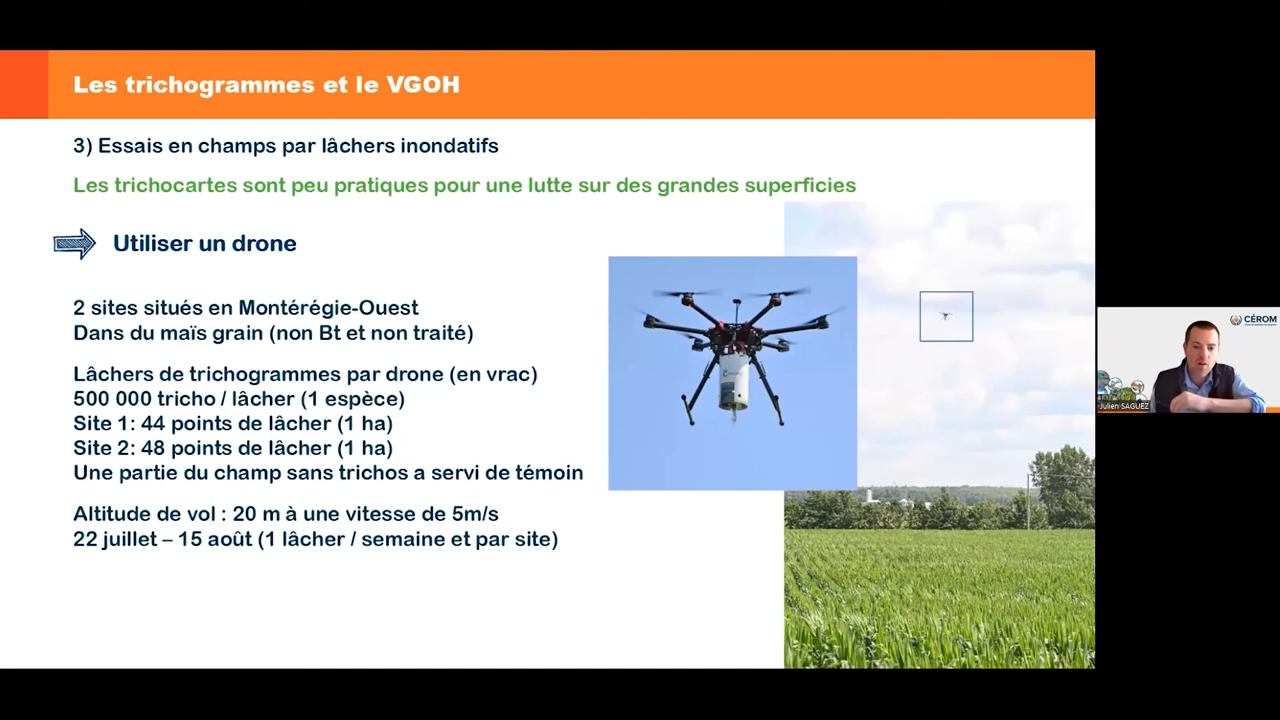 Les trichogrammes et le VGOH
3) Essais en champs par lâchers inondatifs
Les trichocartes sont peu pratiques pour une lutte sur des grandes superficies
Utiliser un drone
2 sites situés en Montérégie-Ouest
Dans du maïs grain (non Bt et non traité)
Lâchers de trichogrammes par drone (en vrac)
500 000 tricho / lâcher (1 espèce)
Site 1: 44 points de lâcher (1 ha)
Site 2: 48 points de lâcher (1 ha)
Une partie du champ sans trichos a servi de témoin
Altitude de vol : 20 m à une vitesse de 5m/s
22 juillet – 15 août (1 lâcher / semaine et par site)
CÉROM
Julien SAGUEZ